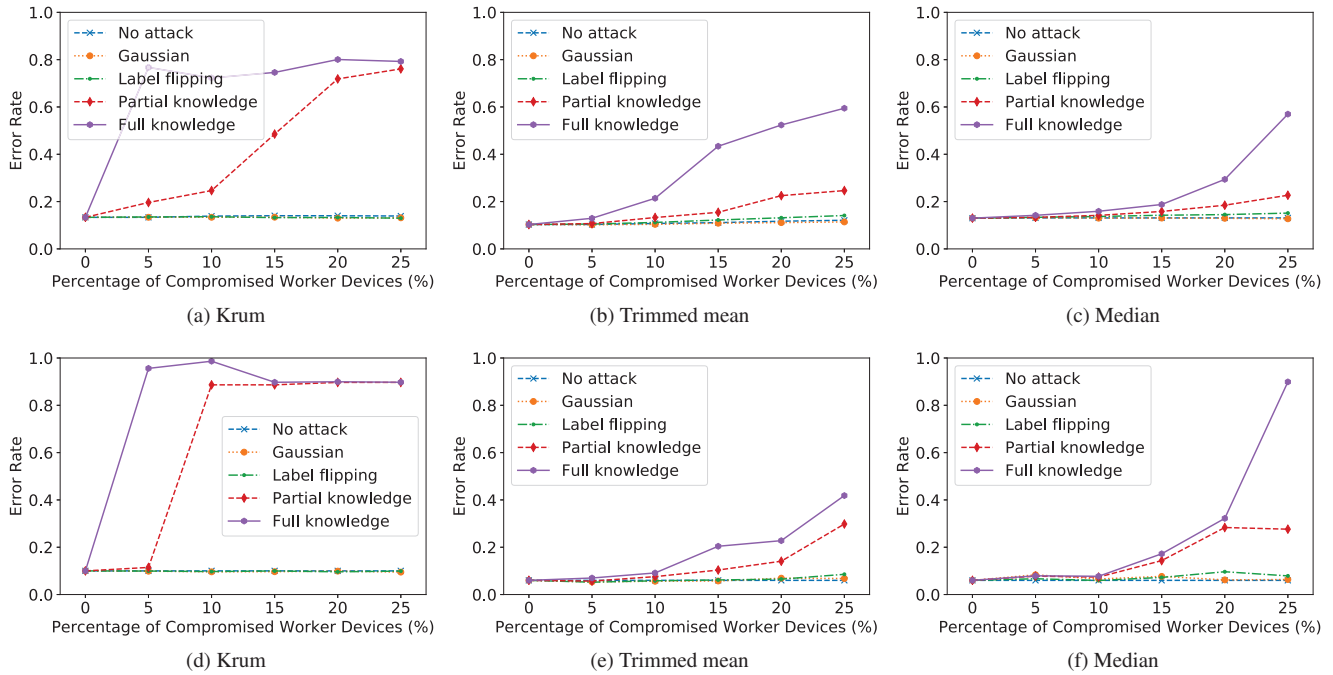 1.0
0.8
0.6
0.4
0.2
0.0
Error Rate
No attack
Gaussian
Label flipping
Partial knowledge
Full knowledge
0 5 10 15 20 25
Percentage of Compromised Worker Devices (%)
(a) Krum
1.0
0.8
0.6
0.4
0.2
0.0
Error Rate
No attack
Gaussian
Label flipping
Partial knowledge
Full knowledge
0 5 10 15 20 25
Percentage of Compromised Worker Devices (%)
(b) Trimmed mean
1.0
0.8
0.6
0.4
0.2
0.0
Error Rate
No attack
Gaussian
Label flipping
Partial knowledge
Full knowledge
0 5 10 15 20 25
Percentage of Compromised Worker Devices (%)
(c) Median
1.0
0.8
0.6
0.4
0.2
0.0
Error Rate
No attack
Gaussian
Label flipping
Partial knowledge
Full knowledge
0 5 10 15 20 25
Percentage of Compromised Worker Devices (%)
(d) Krum
1.0
0.8
0.6
0.4
0.2
0.0
Error Rate
No attack
Gaussian
Label flipping
Partial knowledge
Full knowledge
0 5 10 15 20 25
Percentage of Compromised Worker Devices (%)
(e) Trimmed mean
1.0
0.8
0.6
0.4
0.2
0.0
Error Rate
No attack
Gaussian
Label flipping
Partial knowledge
Full knowledge
0 5 10 15 20 25
Percentage of Compromised Worker Devices (%)
(f) Median